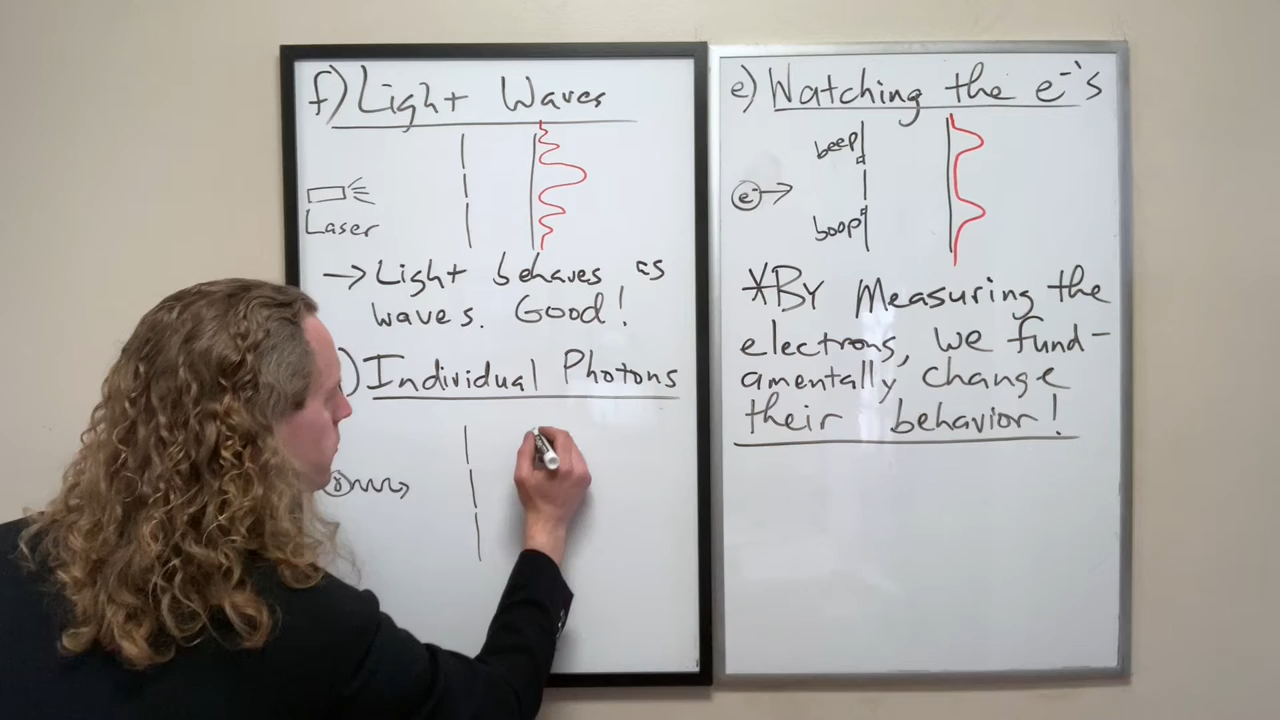 f) Light Waves
Laser
→ Light behaves as
waves. Good!
) Individual Photons
γ
e) Watching the e⁻'s
beep
e⁻ →
boop
*By Measuring the
electrons, we fund-
amentally change
their behavior!